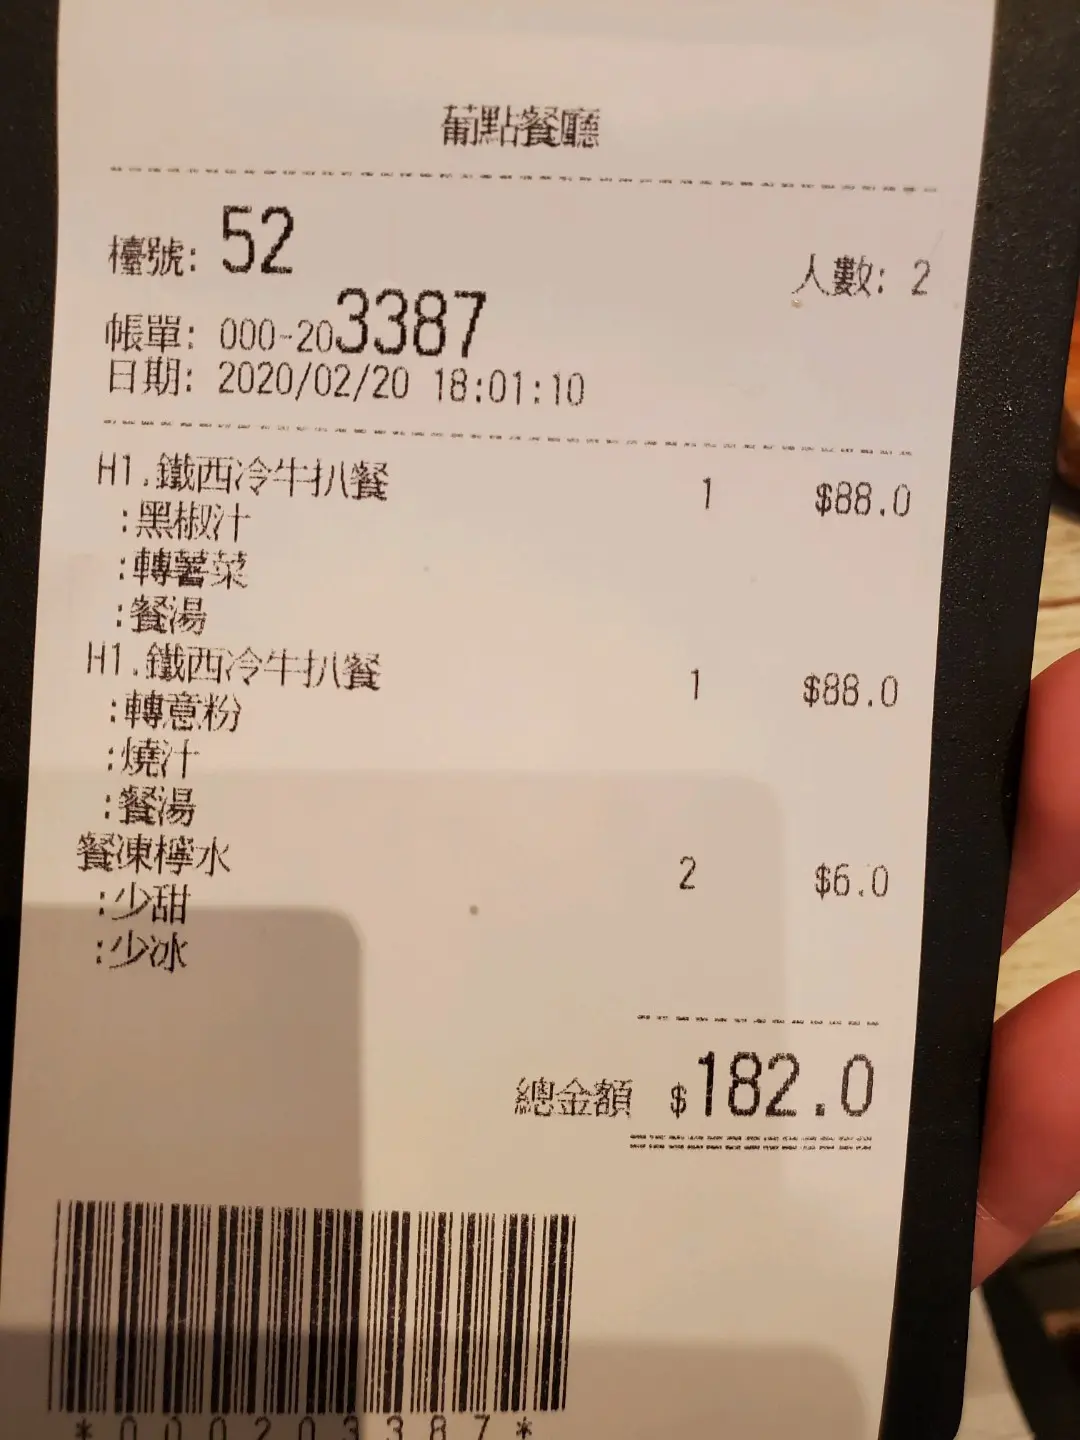 葡點餐廳
檯號: 52
人數: 2
帳單: 000-203387
日期: 2020/02/20 18:01:10
H1.鐵西冷牛扒餐 1 $88.0
:黑椒汁
:轉薯菜
:餐湯
H1.鐵西冷牛扒餐 1 $88.0
:轉意粉
:燒汁
:餐湯
餐凍檸水 2 $6.0
:少甜
:少冰
總金額 $182.0
*000203387*